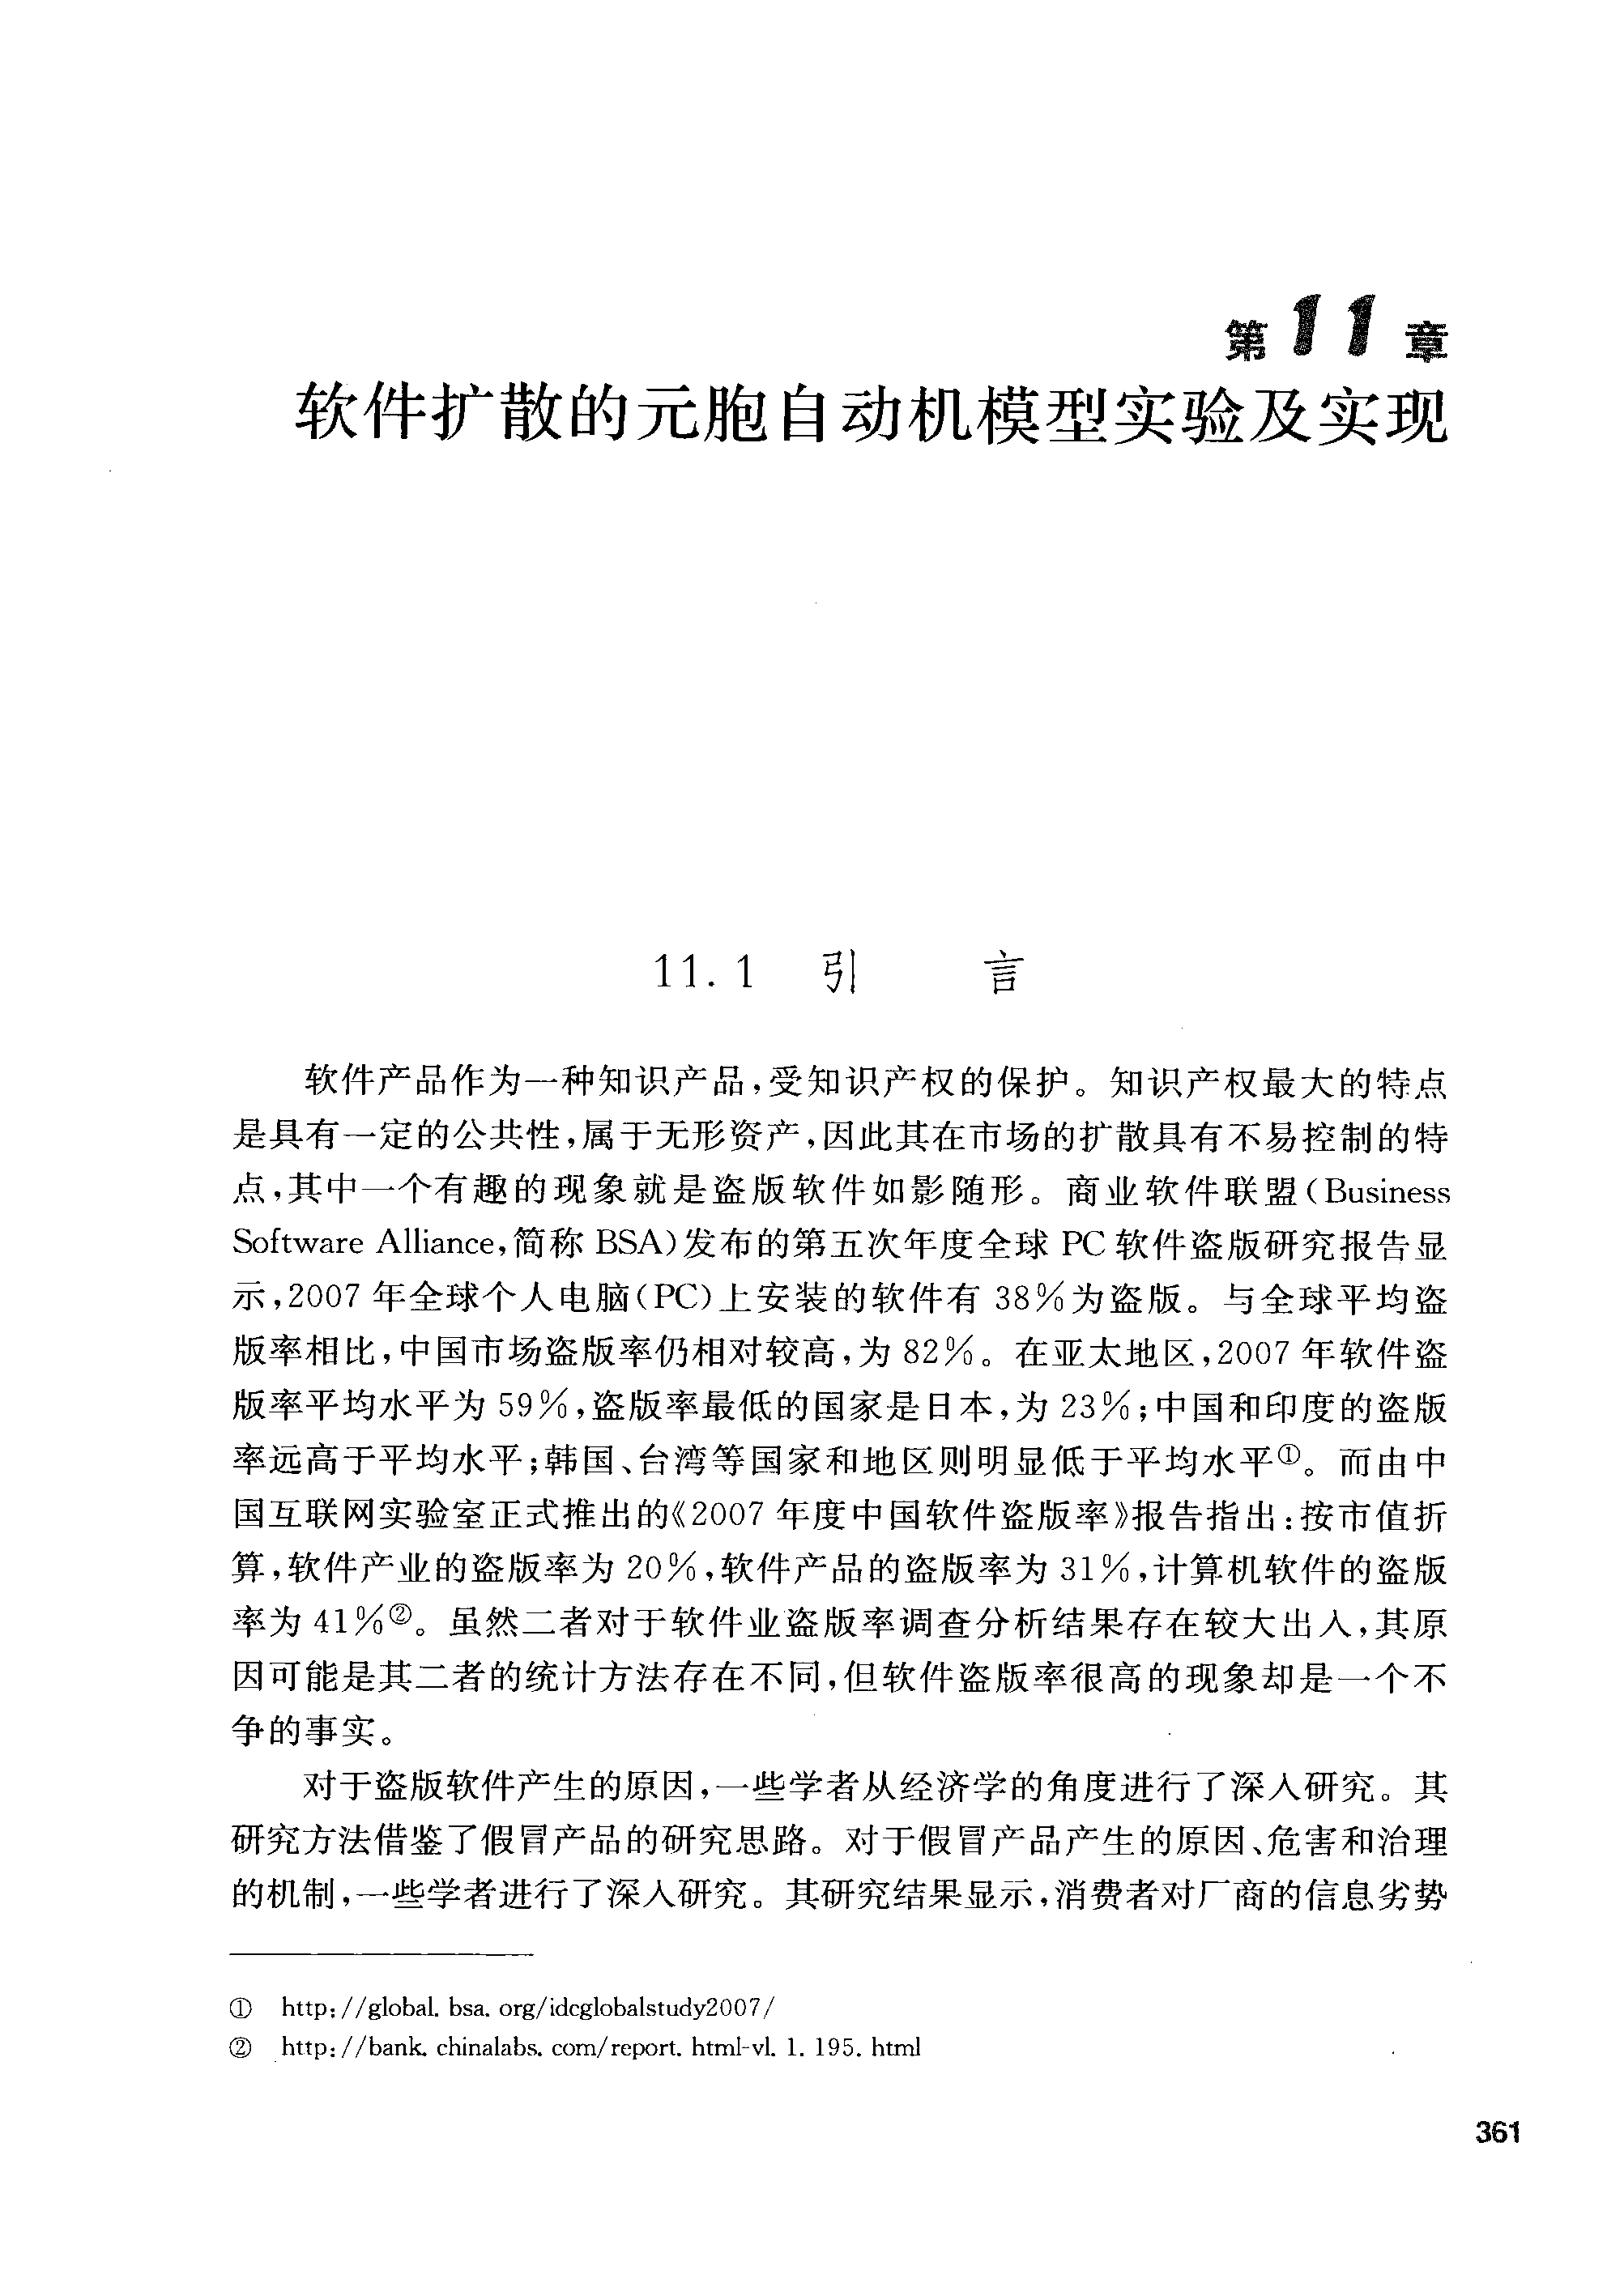 第11章
软件扩散的元胞自动机模型实验及实现
11.1 引 言
软件产品作为一种知识产品,受知识产权的保护。知识产权最大的特点
是具有一定的公共性,属于无形资产,因此其在市场的扩散具有不易控制的特
点,其中一个有趣的现象就是盗版软件如影随形。商业软件联盟(Business
Software Alliance,简称 BSA)发布的第五次年度全球 PC 软件盗版研究报告显
示,2007 年全球个人电脑(PC)上安装的软件有 38%为盗版。与全球平均盗
版率相比,中国市场盗版率仍相对较高,为 82%。在亚太地区,2007 年软件盗
版率平均水平为 59%,盗版率最低的国家是日本,为 23%;中国和印度的盗版
率远高于平均水平;韩国、台湾等国家和地区则明显低于平均水平①。而由中
国互联网实验室正式推出的《2007 年度中国软件盗版率》报告指出:按市值折
算,软件产业的盗版率为 20%,软件产品的盗版率为 31%,计算机软件的盗版
率为 41%②。虽然二者对于软件业盗版率调查分析结果存在较大出入,其原
因可能是其二者的统计方法存在不同,但软件盗版率很高的现象却是一个不
争的事实。
对于盗版软件产生的原因,一些学者从经济学的角度进行了深入研究。其
研究方法借鉴了假冒产品的研究思路。对于假冒产品产生的原因、危害和治理
的机制,一些学者进行了深入研究。其研究结果显示,消费者对厂商的信息劣势
① http://global.bsa.org/idcglobalstudy2007/
② http://bank.chinalabs.com/report.html-vl.1.195.html
361